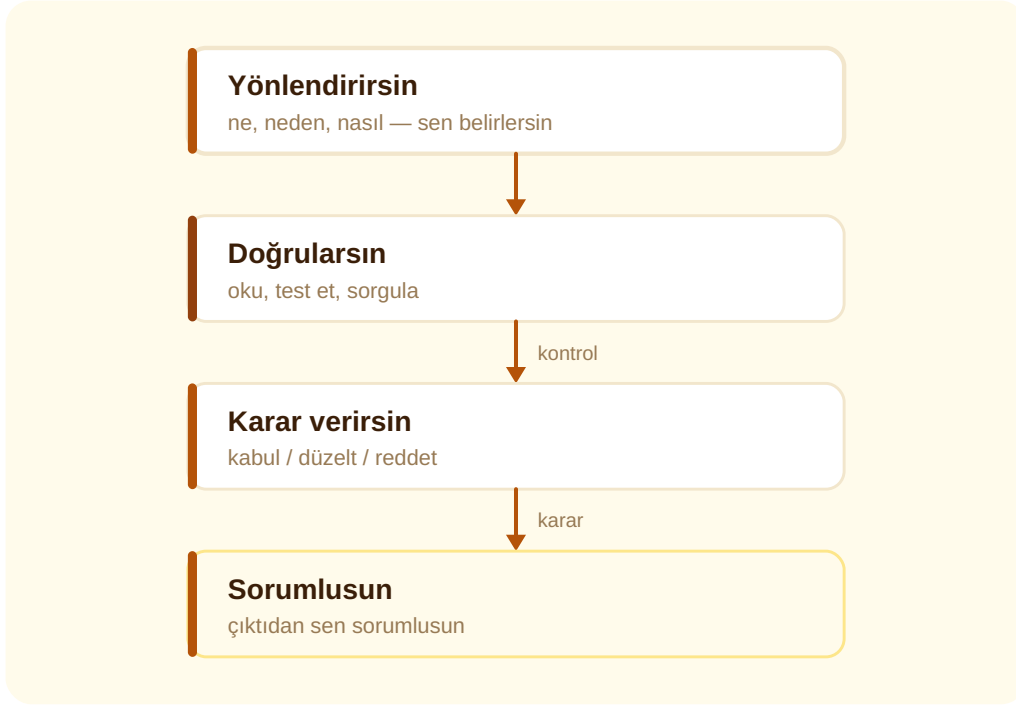 Yönlendirirsin
ne, neden, nasıl — sen belirlersin
Doğrularsın
oku, test et, sorgula
kontrol
Karar verirsin
kabul / düzelt / reddet
karar
Sorumlusun
çıktıdan sen sorumlusun